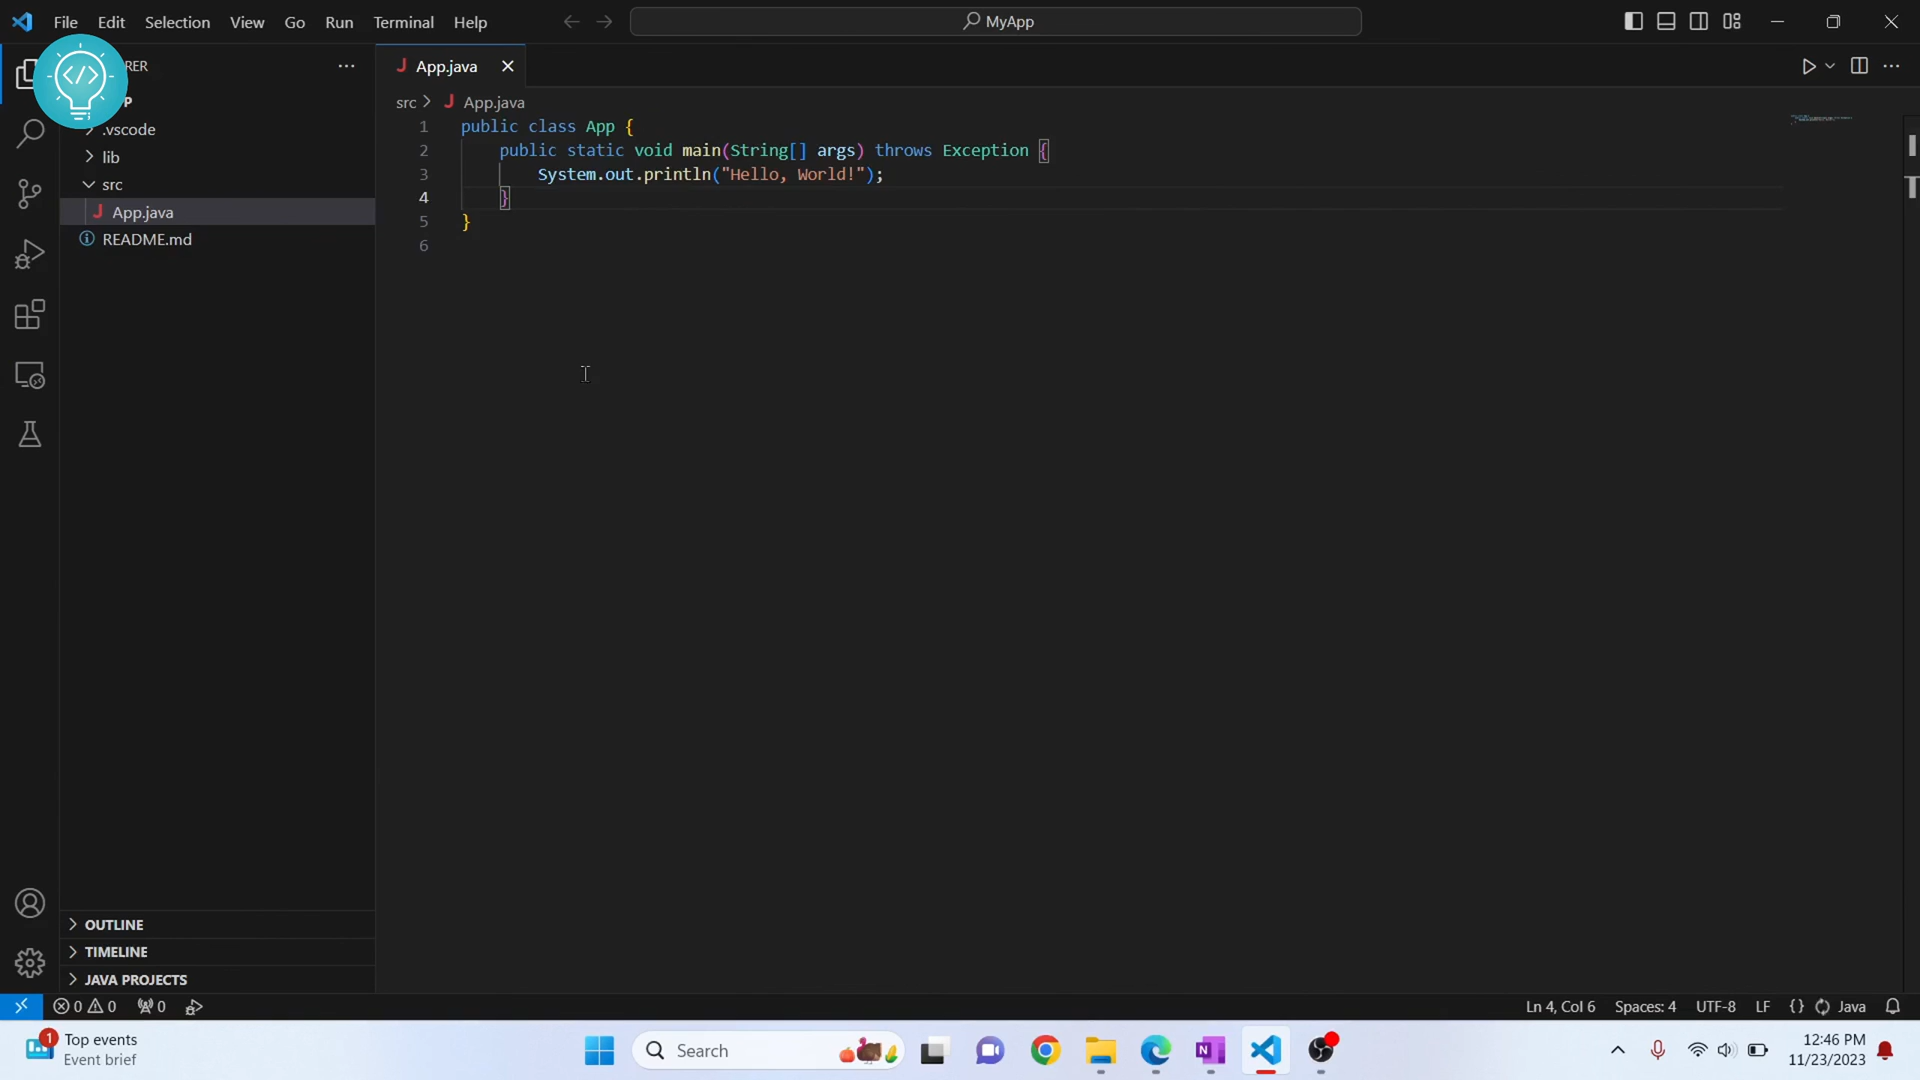 File Edit Selection View Go Run Terminal Help
MyApp
RER
App.java
P
src > App.java
.vscode
lib
src
App.java
README.md
1 public class App {
2 public static void main(String[] args) throws Exception {
3 System.out.println("Hello, World!");
4 }
5 }
6
OUTLINE
TIMELINE
JAVA PROJECTS
0 0 0
Ln 4, Col 6 Spaces: 4 UTF-8 LF {} Java
1 Top events
Event brief
Search
N
12:46 PM
11/23/2023